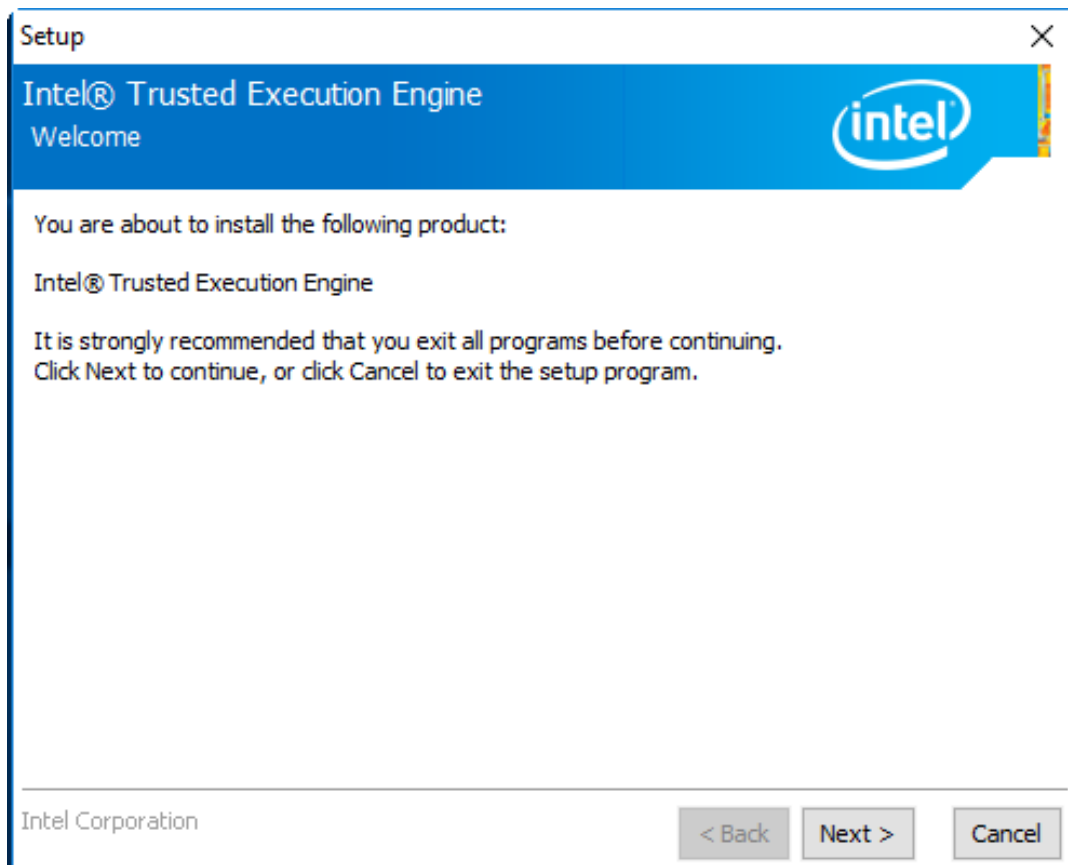 Setup
Intel® Trusted Execution Engine
Welcome
intel
You are about to install the following product:
Intel® Trusted Execution Engine
It is strongly recommended that you exit all programs before continuing.
Click Next to continue, or click Cancel to exit the setup program.
Intel Corporation
< Back
Next >
Cancel